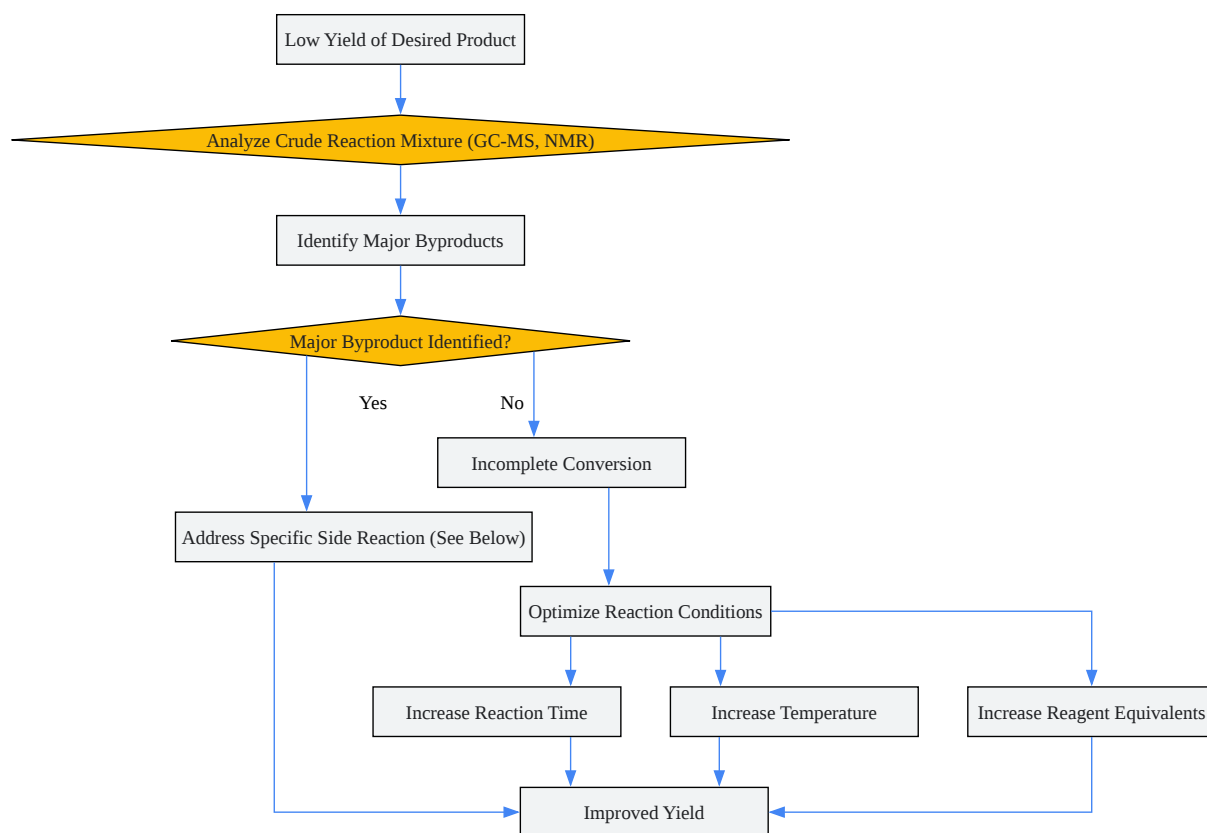 Low Yield of Desired Product
Analyze Crude Reaction Mixture (GC-MS, NMR)
Identify Major Byproducts
Major Byproduct Identified?
Yes
No
Incomplete Conversion
Address Specific Side Reaction (See Below)
Optimize Reaction Conditions
Increase Reaction Time
Increase Temperature
Increase Reagent Equivalents
Improved Yield